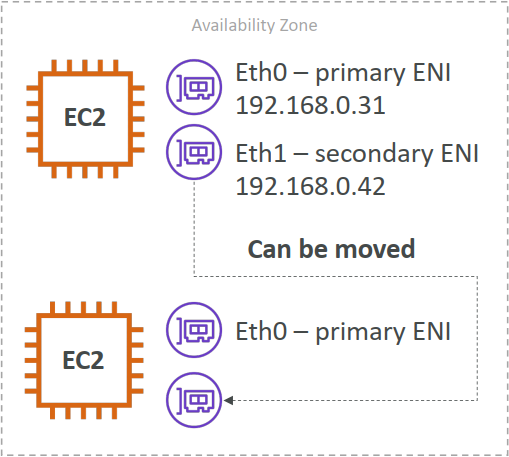 Availability Zone
EC2
Eth0 – primary ENI
192.168.0.31
Eth1 – secondary ENI
192.168.0.42
Can be moved
EC2
Eth0 – primary ENI